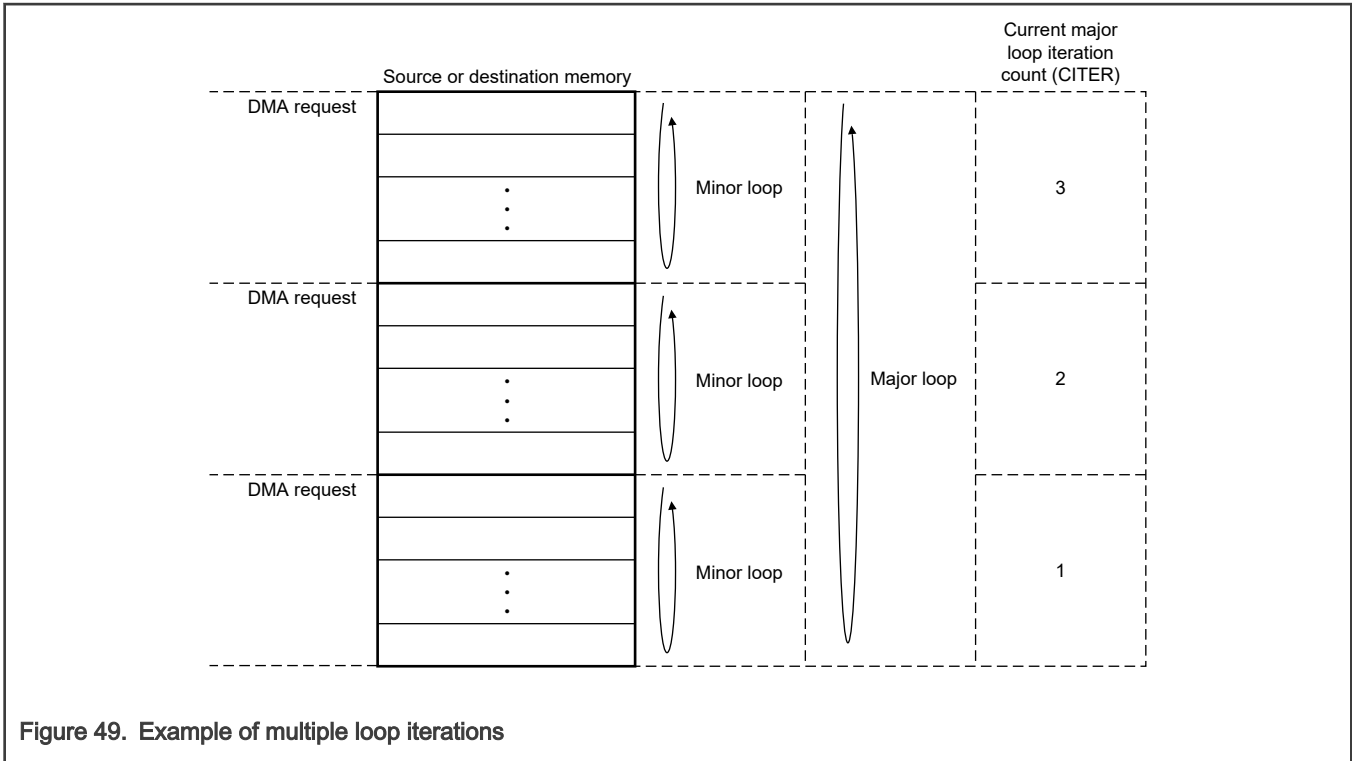 Current major
loop iteration
count (CITER)
Source or destination memory
DMA request
Minor loop
3
DMA request
Minor loop
Major loop
2
DMA request
Minor loop
1
Figure 49. Example of multiple loop iterations